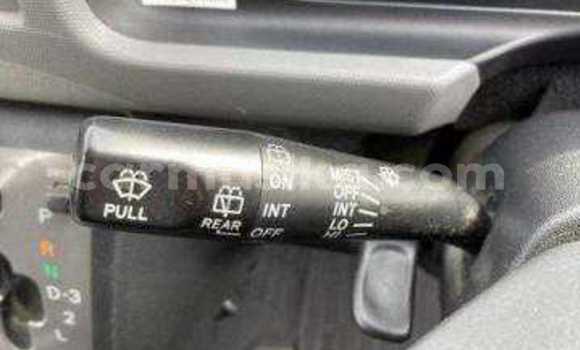 PULL
REAR
ON
INT
OFF
MIST
OFF
INT
LO
HI
P
R
N
D-3
2
L